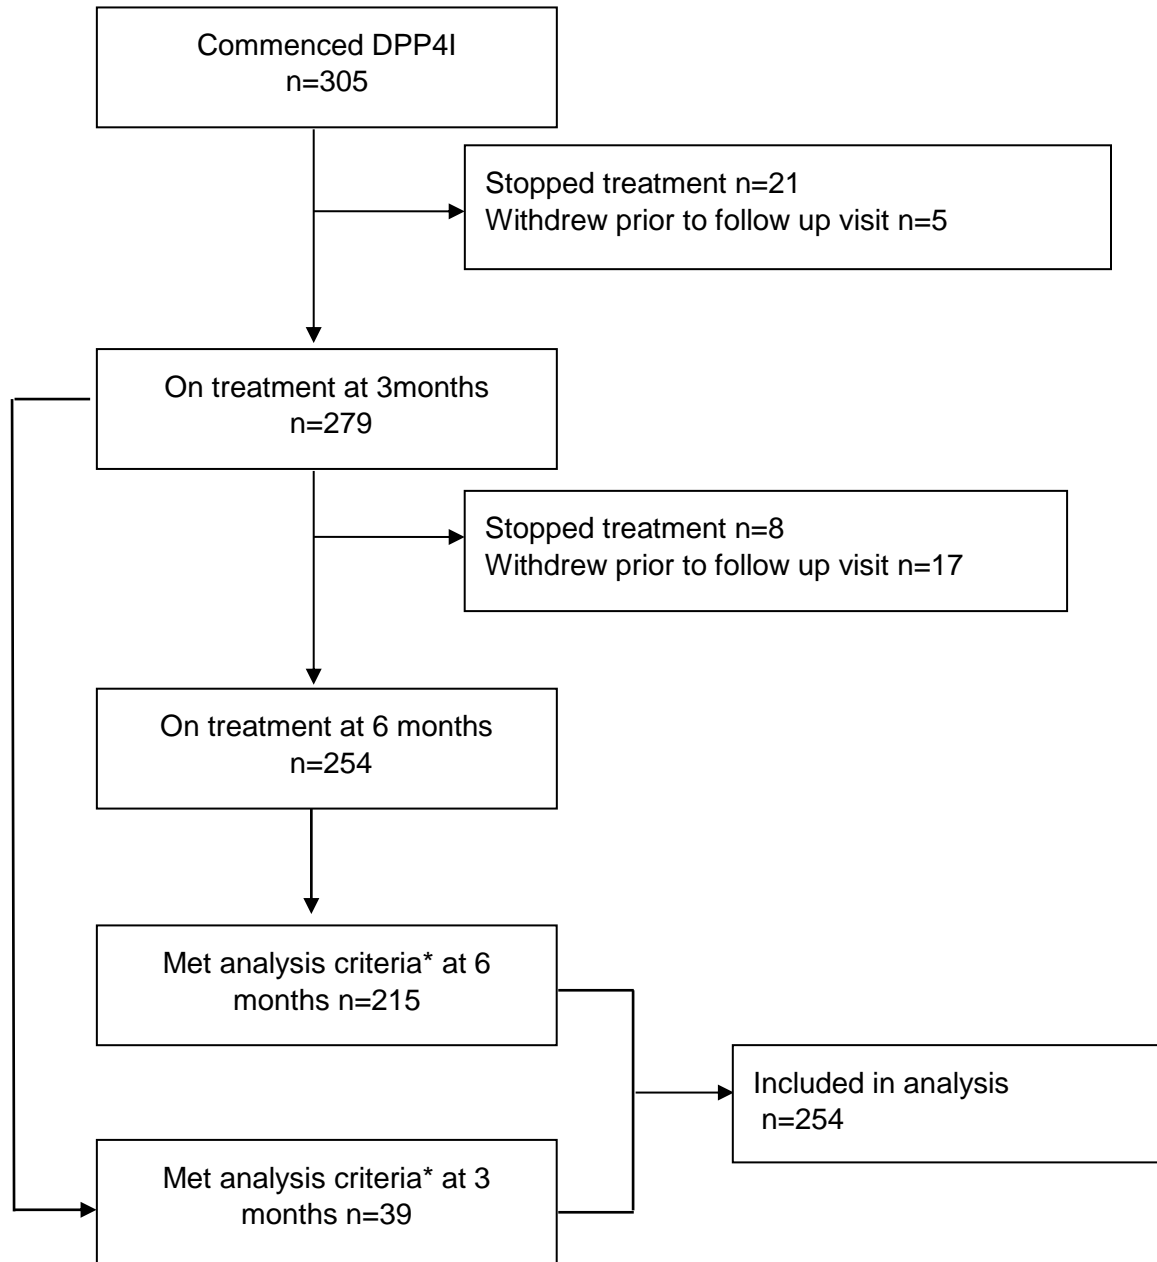 Commenced DPP4I
n=305
Stopped treatment n=21
Withdrew prior to follow up visit n=5
On treatment at 3months
n=279
Stopped treatment n=8
Withdrew prior to follow up visit n=17
On treatment at 6 months
n=254
Met analysis criteria* at 6
months n=215
Included in analysis
n=254
Met analysis criteria* at 3
months n=39